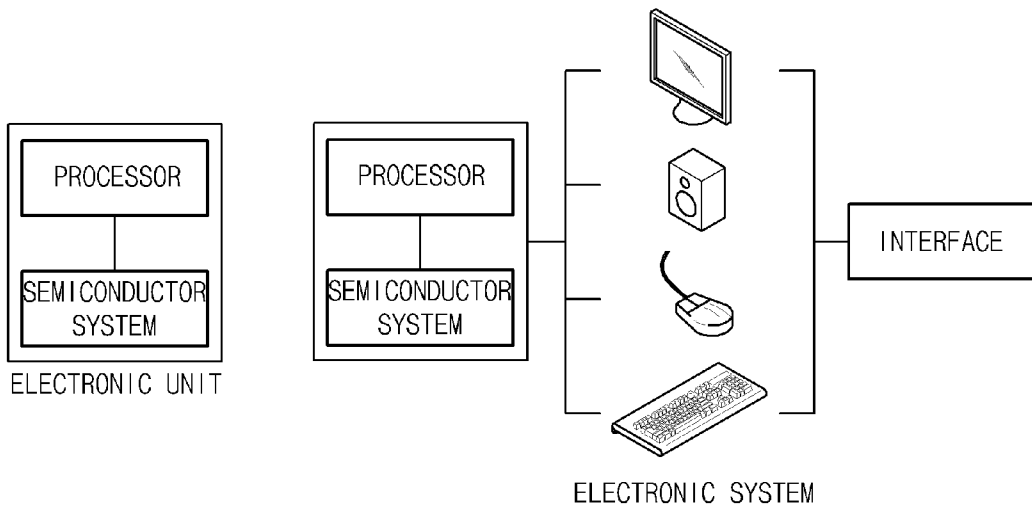 PROCESSOR
SEMICONDUCTOR
SYSTEM
ELECTRONIC UNIT
PROCESSOR
SEMICONDUCTOR
SYSTEM
INTERFACE
ELECTRONIC SYSTEM